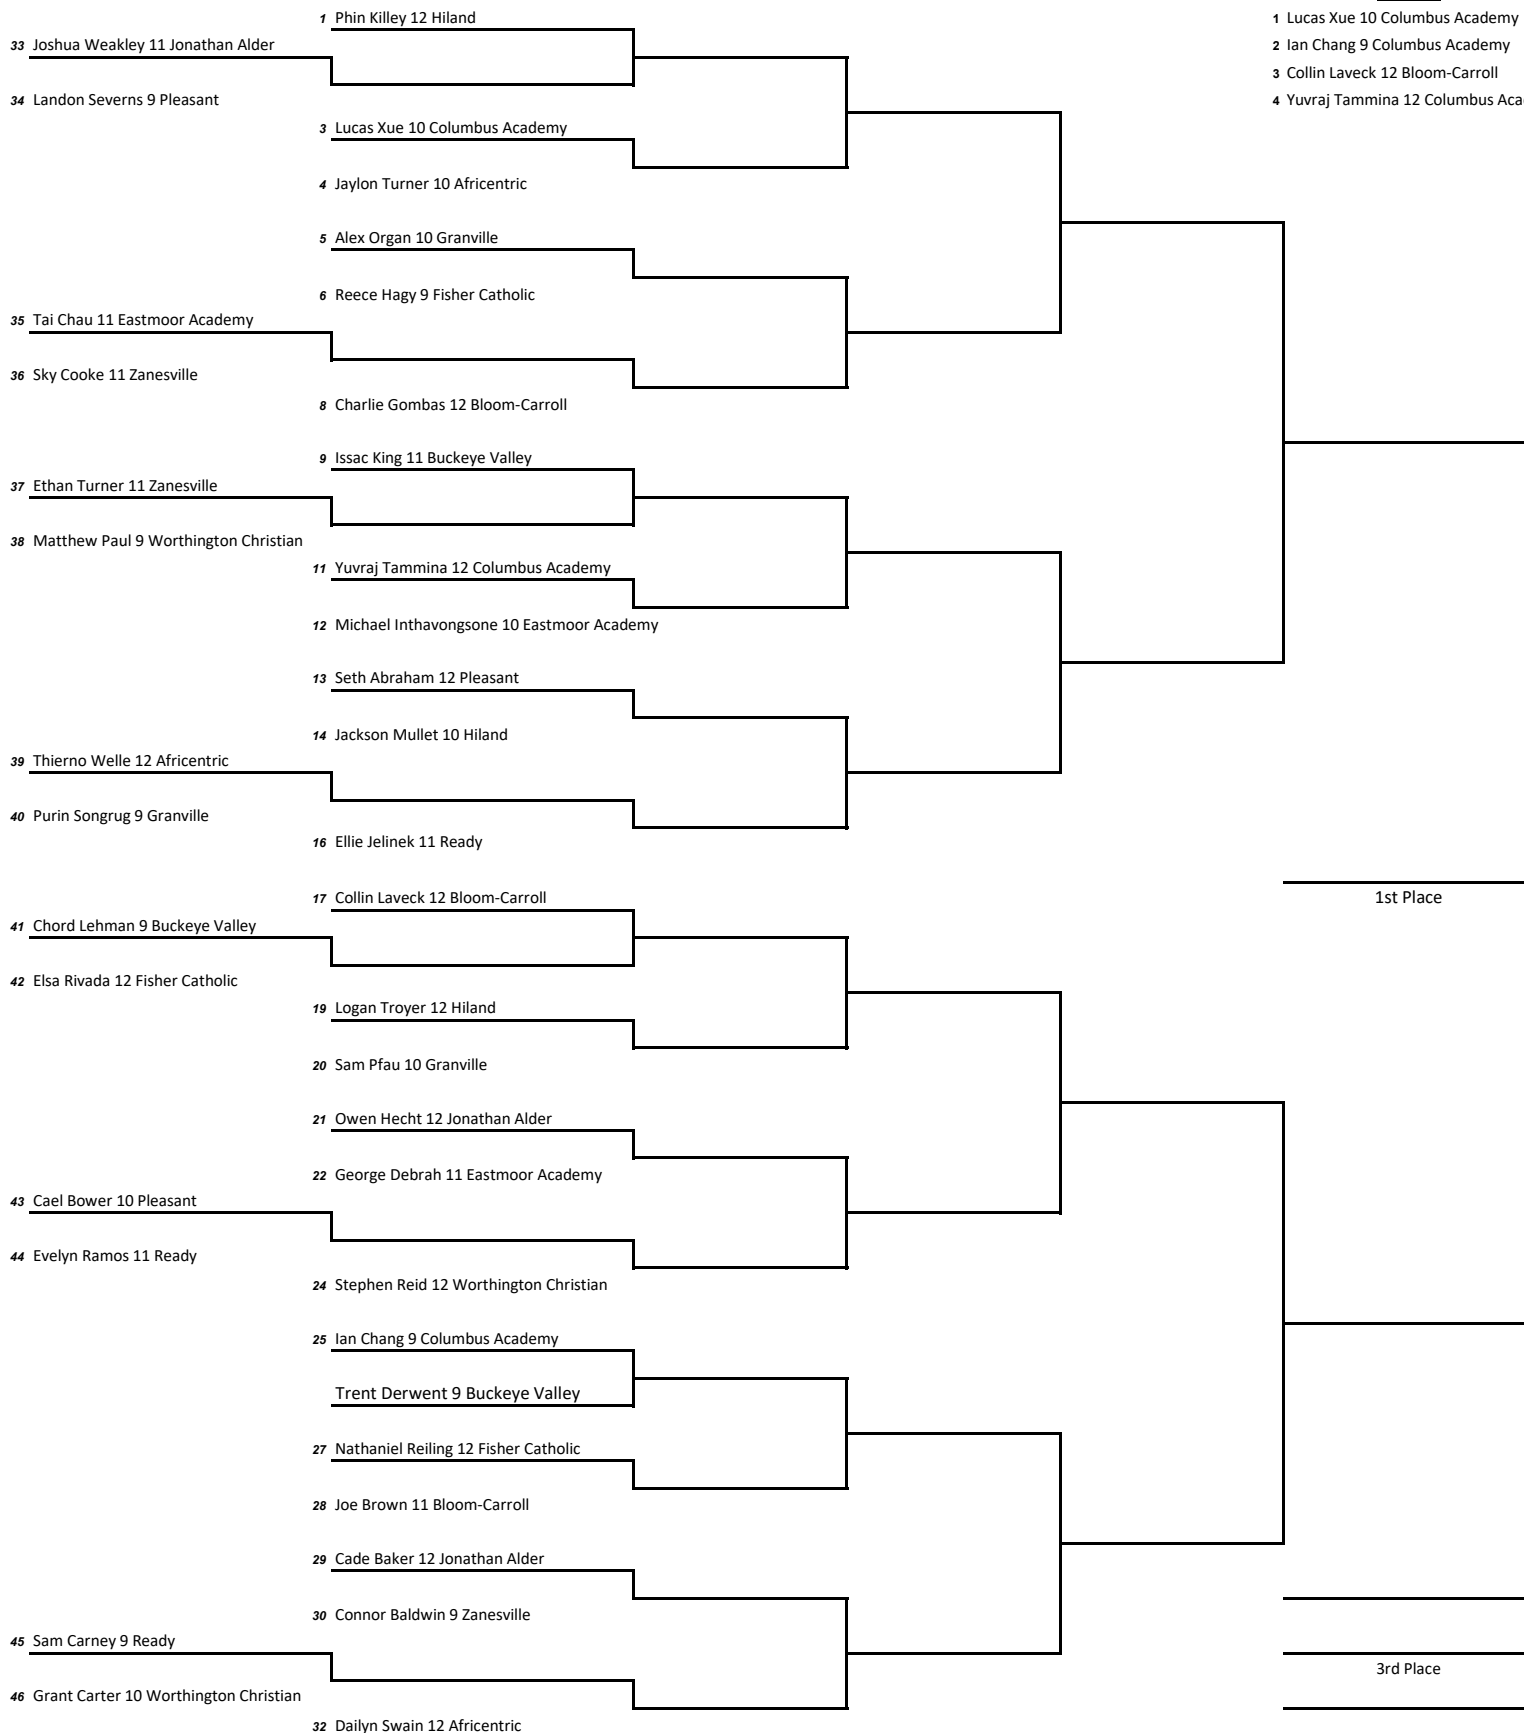 1 Phin Killey 12 Hiland
33 Joshua Weakley 11 Jonathan Alder
34 Landon Severns 9 Pleasant
3 Lucas Xue 10 Columbus Academy
4 Jaylon Turner 10 Africentric
5 Alex Organ 10 Granville
6 Reece Hagy 9 Fisher Catholic
35 Tai Chau 11 Eastmoor Academy
36 Sky Cooke 11 Zanesville
8 Charlie Gombas 12 Bloom-Carroll
9 Issac King 11 Buckeye Valley
37 Ethan Turner 11 Zanesville
38 Matthew Paul 9 Worthington Christian
11 Yuvraj Tammina 12 Columbus Academy
12 Michael Inthavongsone 10 Eastmoor Academy
13 Seth Abraham 12 Pleasant
14 Jackson Mullet 10 Hiland
39 Thierno Welle 12 Africentric
40 Purin Songrug 9 Granville
16 Ellie Jelinek 11 Ready
17 Collin Laveck 12 Bloom-Carroll
41 Chord Lehman 9 Buckeye Valley
42 Elsa Rivada 12 Fisher Catholic
19 Logan Troyer 12 Hiland
20 Sam Pfau 10 Granville
21 Owen Hecht 12 Jonathan Alder
22 George Debrah 11 Eastmoor Academy
43 Cael Bower 10 Pleasant
44 Evelyn Ramos 11 Ready
24 Stephen Reid 12 Worthington Christian
25 Ian Chang 9 Columbus Academy
Trent Derwent 9 Buckeye Valley
27 Nathaniel Reiling 12 Fisher Catholic
28 Joe Brown 11 Bloom-Carroll
29 Cade Baker 12 Jonathan Alder
30 Connor Baldwin 9 Zanesville
45 Sam Carney 9 Ready
46 Grant Carter 10 Worthington Christian
32 Dailyn Swain 12 Africentric
1 Lucas Xue 10 Columbus Academy
2 Ian Chang 9 Columbus Academy
3 Collin Laveck 12 Bloom-Carroll
4 Yuvraj Tammina 12 Columbus Aca
1st Place
3rd Place